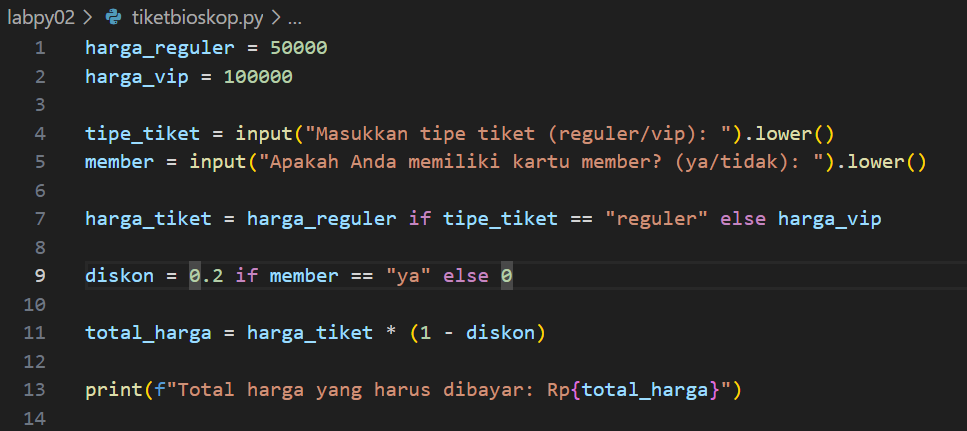 labpy02 > tiketbioskop.py > ...
1 harga_reguler = 50000
2 harga_vip = 100000
3
4 tipe_tiket = input("Masukkan tipe tiket (reguler/vip): ").lower()
5 member = input("Apakah Anda memiliki kartu member? (ya/tidak): ").lower()
6
7 harga_tiket = harga_reguler if tipe_tiket == "reguler" else harga_vip
8
9 diskon = 0.2 if member == "ya" else 0
10
11 total_harga = harga_tiket * (1 - diskon)
12
13 print(f"Total harga yang harus dibayar: Rp{total_harga}")
14